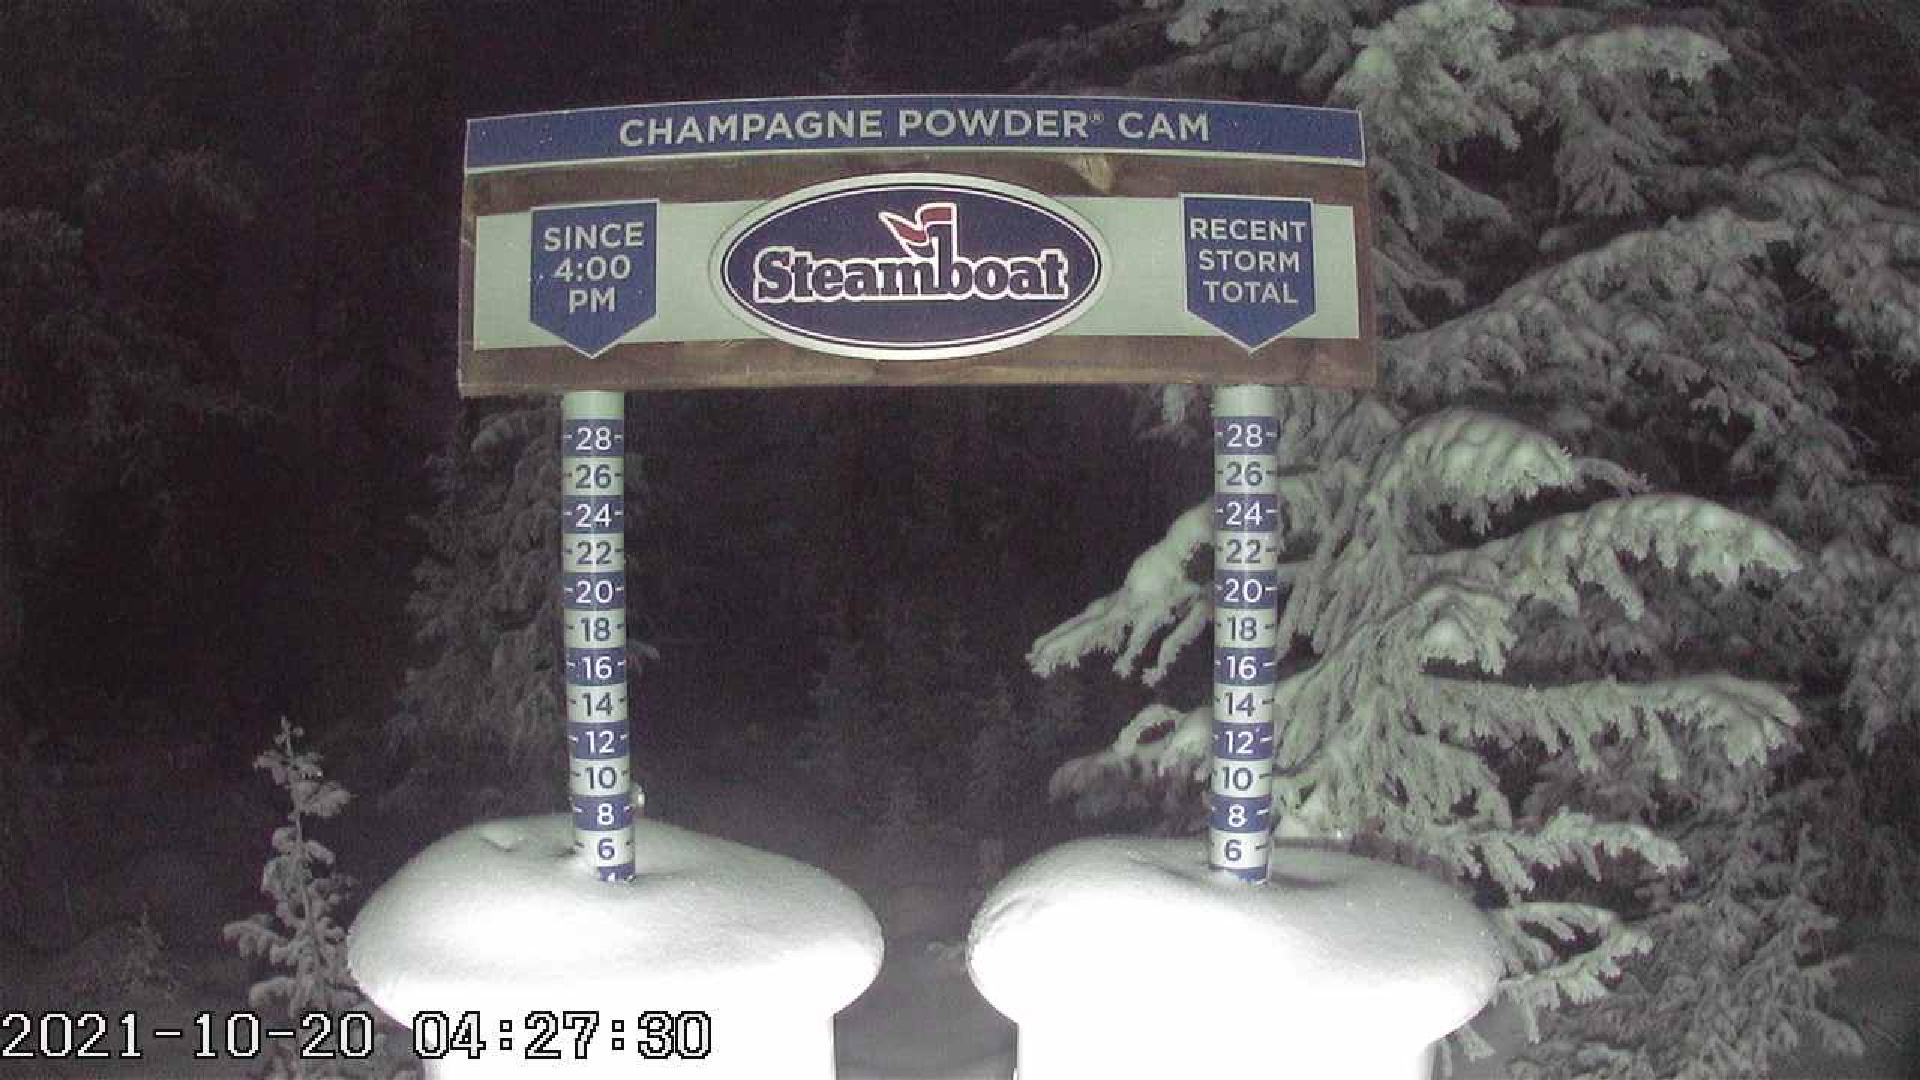 CHAMPAGNE POWDER® CAM
SINCE
4:00
PM
Steamboat
RECENT
STORM
TOTAL
-28- -28-
-26- -26-
-24- -24-
-22- -22-
-20- -20-
-18- -18-
-16- -16-
-14- -14-
-12- -12-
-10- -10-
-8- -8-
6 6
2021-10-20 04:27:30